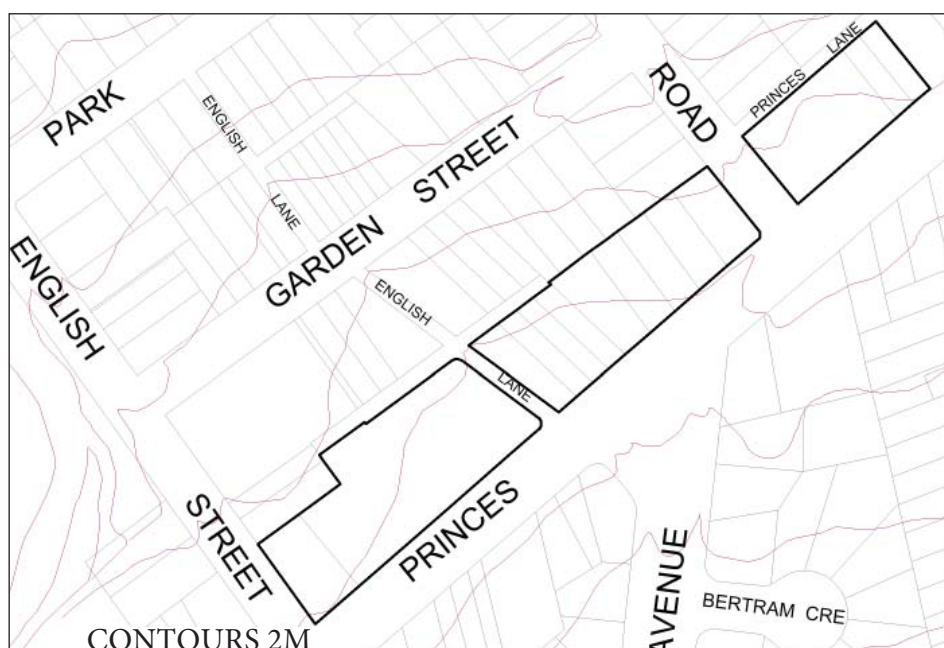 PARK
ENGLISH
LANE
GARDEN STREET
ROAD
PRINCES LANE
ENGLISH
STREET
ENGLISH
LANE
PRINCES
AVENUE
BERTRAM CRE
CONTOURS 2M